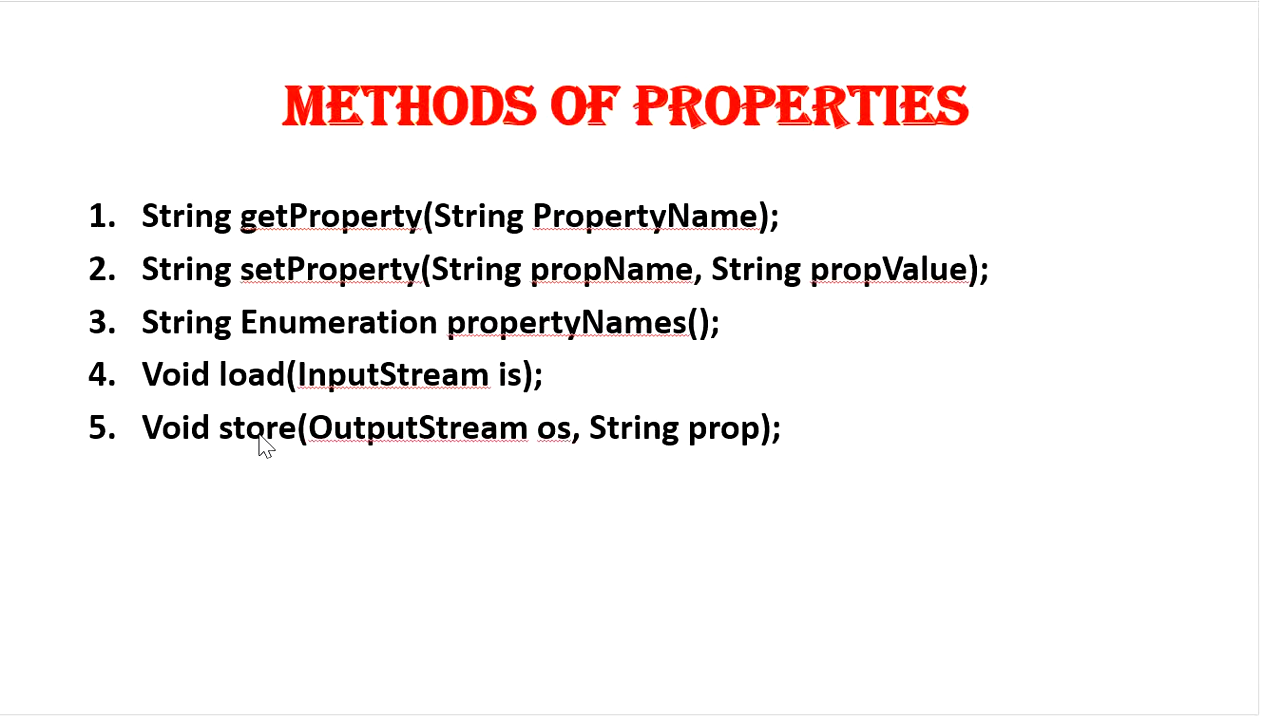 METHODS OF PROPERTIES
1. String getProperty(String PropertyName);
2. String setProperty(String propName, String propValue);
3. String Enumeration propertyNames();
4. Void load(InputStream is);
5. Void store(OutputStream os, String prop);